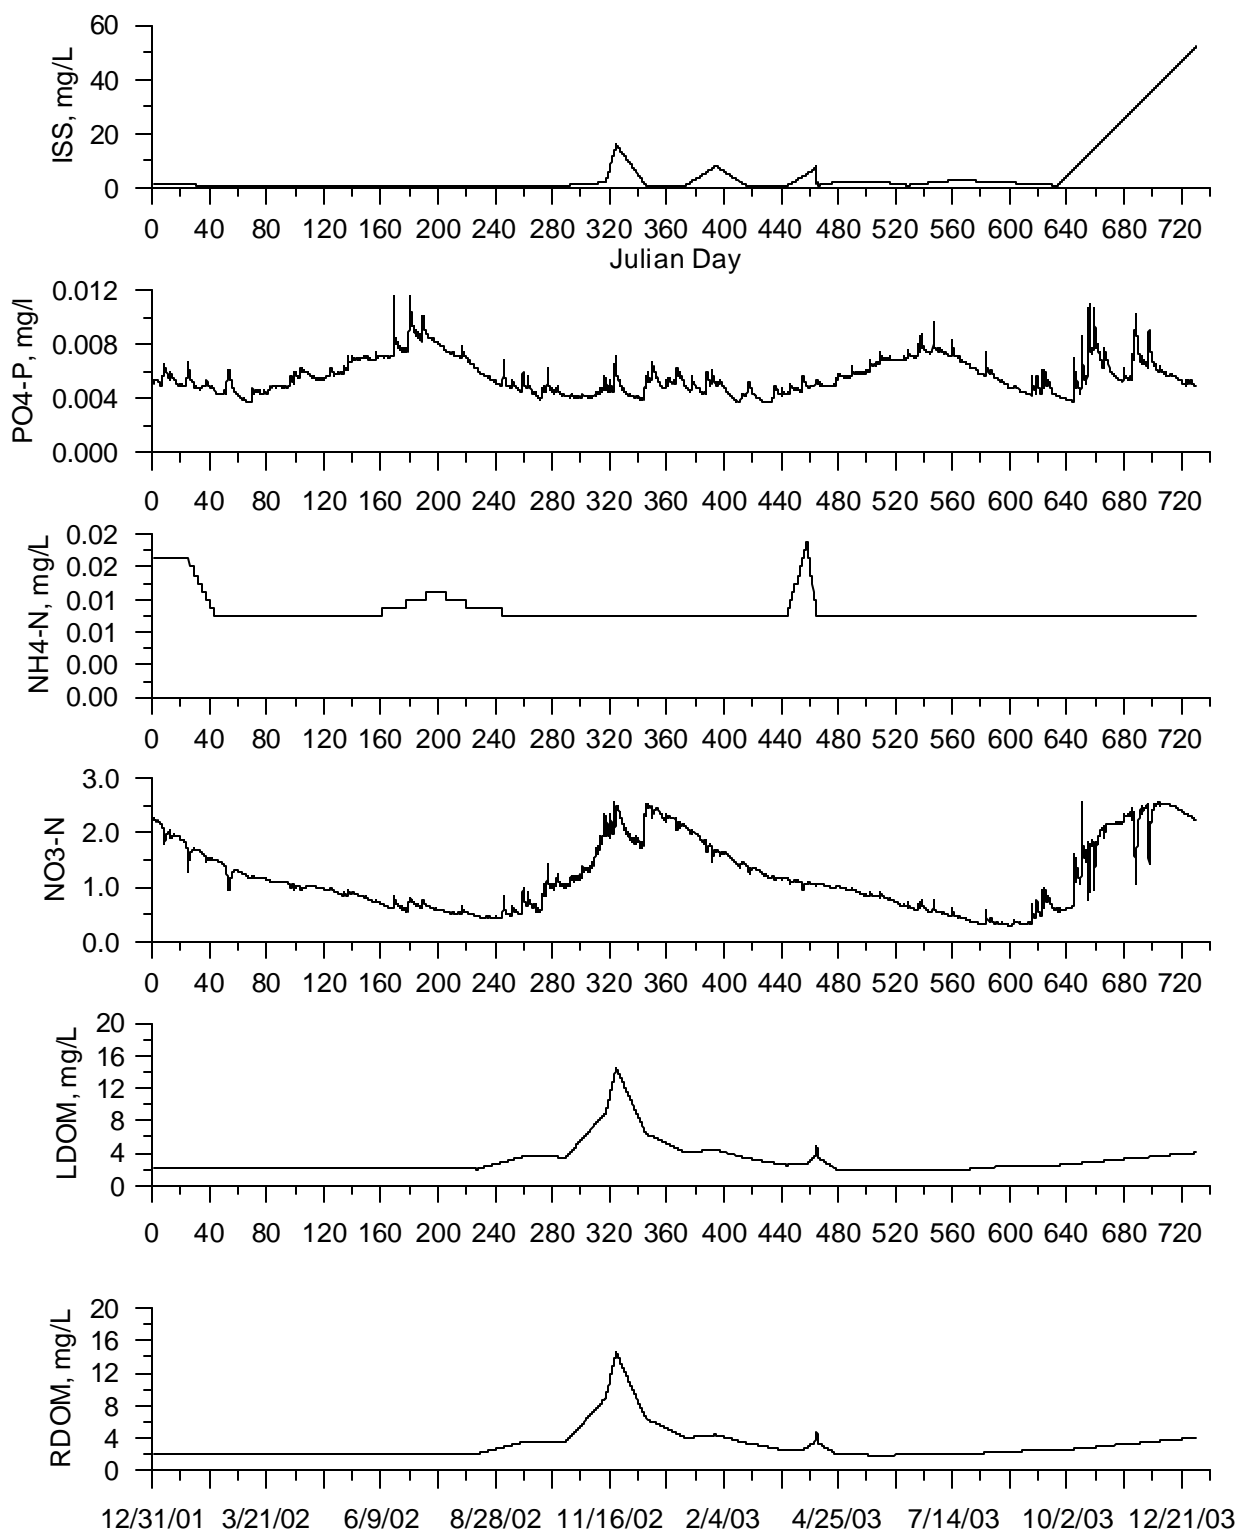 60
40
20
0
ISS, mg/L
0 40 80 120 160 200 240 280 320 360 400 440 480 520 560 600 640 680 720
Julian Day
0.012
0.008
0.004
0.000
PO4-P, mg/l
0 40 80 120 160 200 240 280 320 360 400 440 480 520 560 600 640 680 720
0.02
0.02
0.01
0.01
0.00
0.00
NH4-N, mg/L
0 40 80 120 160 200 240 280 320 360 400 440 480 520 560 600 640 680 720
3.0
2.0
1.0
0.0
NO3-N
0 40 80 120 160 200 240 280 320 360 400 440 480 520 560 600 640 680 720
20
16
12
8
4
0
LDOM, mg/L
0 40 80 120 160 200 240 280 320 360 400 440 480 520 560 600 640 680 720
20
16
12
8
4
0
RDOM, mg/L
12/31/01 3/21/02 6/9/02 8/28/02 11/16/02 2/4/03 4/25/03 7/14/03 10/2/03 12/21/03